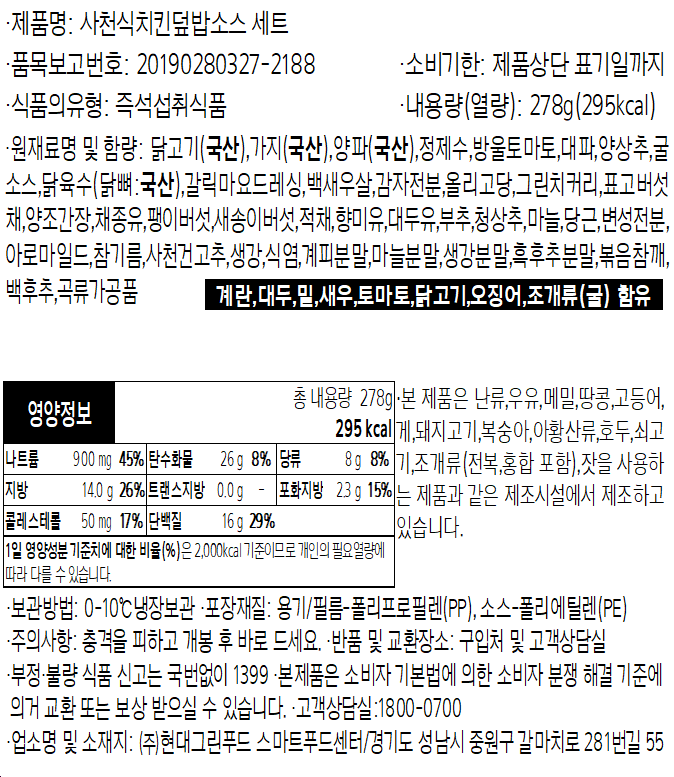 ·제품명: 사천식치킨덮밥소스 세트
·품목보고번호: 20190280327-2188 ·소비기한: 제품상단 표기일까지
·식품의유형: 즉석섭취식품 ·내용량(열량): 278g(295kcal)
·원재료명 및 함량: 닭고기(국산),가지(국산),양파(국산),정제수,방울토마토,대파,양상추,굴
소스,닭육수(닭뼈:국산),갈릭마요드레싱,백새우살,감자전분,올리고당,그린치커리,표고버섯
채,양조간장,채종유,팽이버섯,새송이버섯,적채,향미유,대두유,부추,청상추,마늘,당근,변성전분,
아로마일드,참기름,사천건고추,생강,식염,계피분말,마늘분말,생강분말,흑후추분말,볶음참깨,
백후추,곡류가공품 계란,대두,밀,새우,토마토,닭고기,오징어,조개류(굴) 함유
영양정보
총 내용량 278g
295 kcal
나트륨 900 mg 45% 탄수화물 26 g 8% 당류 8 g 8%
지방 14.0 g 26% 트랜스지방 0.0 g - 포화지방 2.3 g 15%
콜레스테롤 50 mg 17% 단백질 16 g 29%
1일 영양성분 기준치에 대한 비율(%)은 2,000kcal 기준이므로 개인의 필요열량에
따라 다를 수 있습니다.
·본 제품은 난류,우유,메밀,땅콩,고등어,
게,돼지고기,복숭아,아황산류,호두,쇠고
기,조개류(전복,홍합 포함),잣을 사용하
는 제품과 같은 제조시설에서 제조하고
있습니다.
·보관방법: 0-10℃냉장보관 ·포장재질: 용기/필름-폴리프로필렌(PP), 소스-폴리에틸렌(PE)
·주의사항: 충격을 피하고 개봉 후 바로 드세요. ·반품 및 교환장소: 구입처 및 고객상담실
·부정·불량 식품 신고는 국번없이 1399 ·본제품은 소비자 기본법에 의한 소비자 분쟁 해결 기준에
의거 교환 또는 보상 받으실 수 있습니다. ·고객상담실:1800-0700
·업소명 및 소재지: (주)현대그린푸드 스마트푸드센터/경기도 성남시 중원구 갈마치로 281번길 55